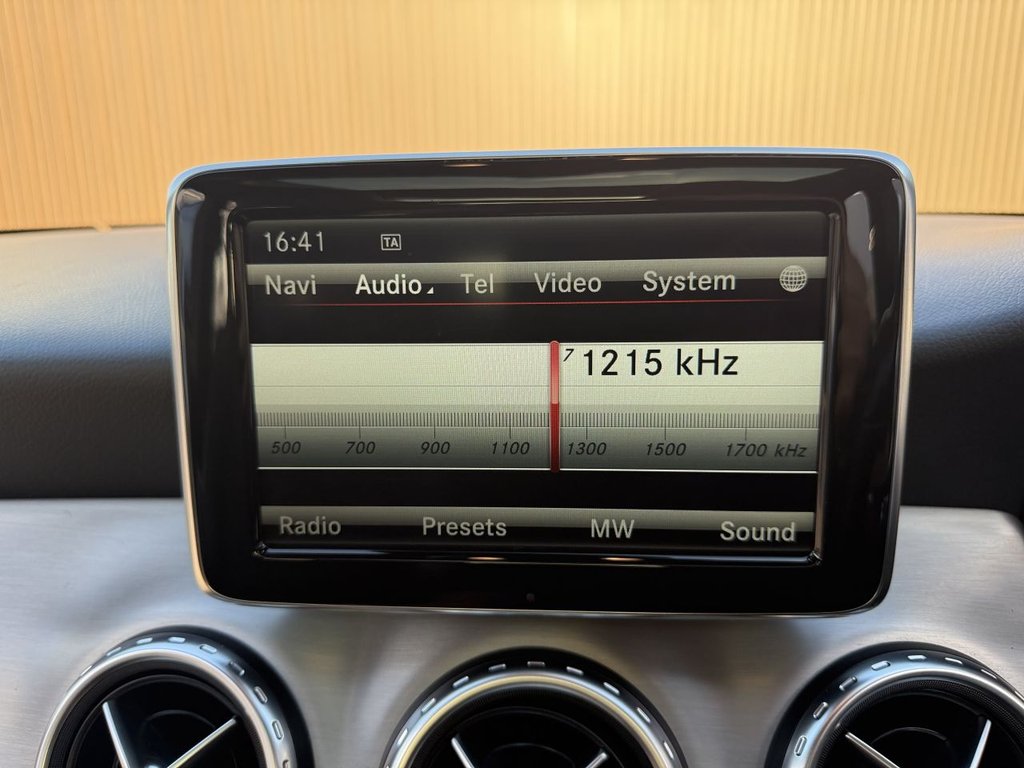 16:41 TA
Navi Audio Tel Video System
7 1215 kHz
500 700 900 1100 1300 1500 1700 kHz
Radio Presets MW Sound